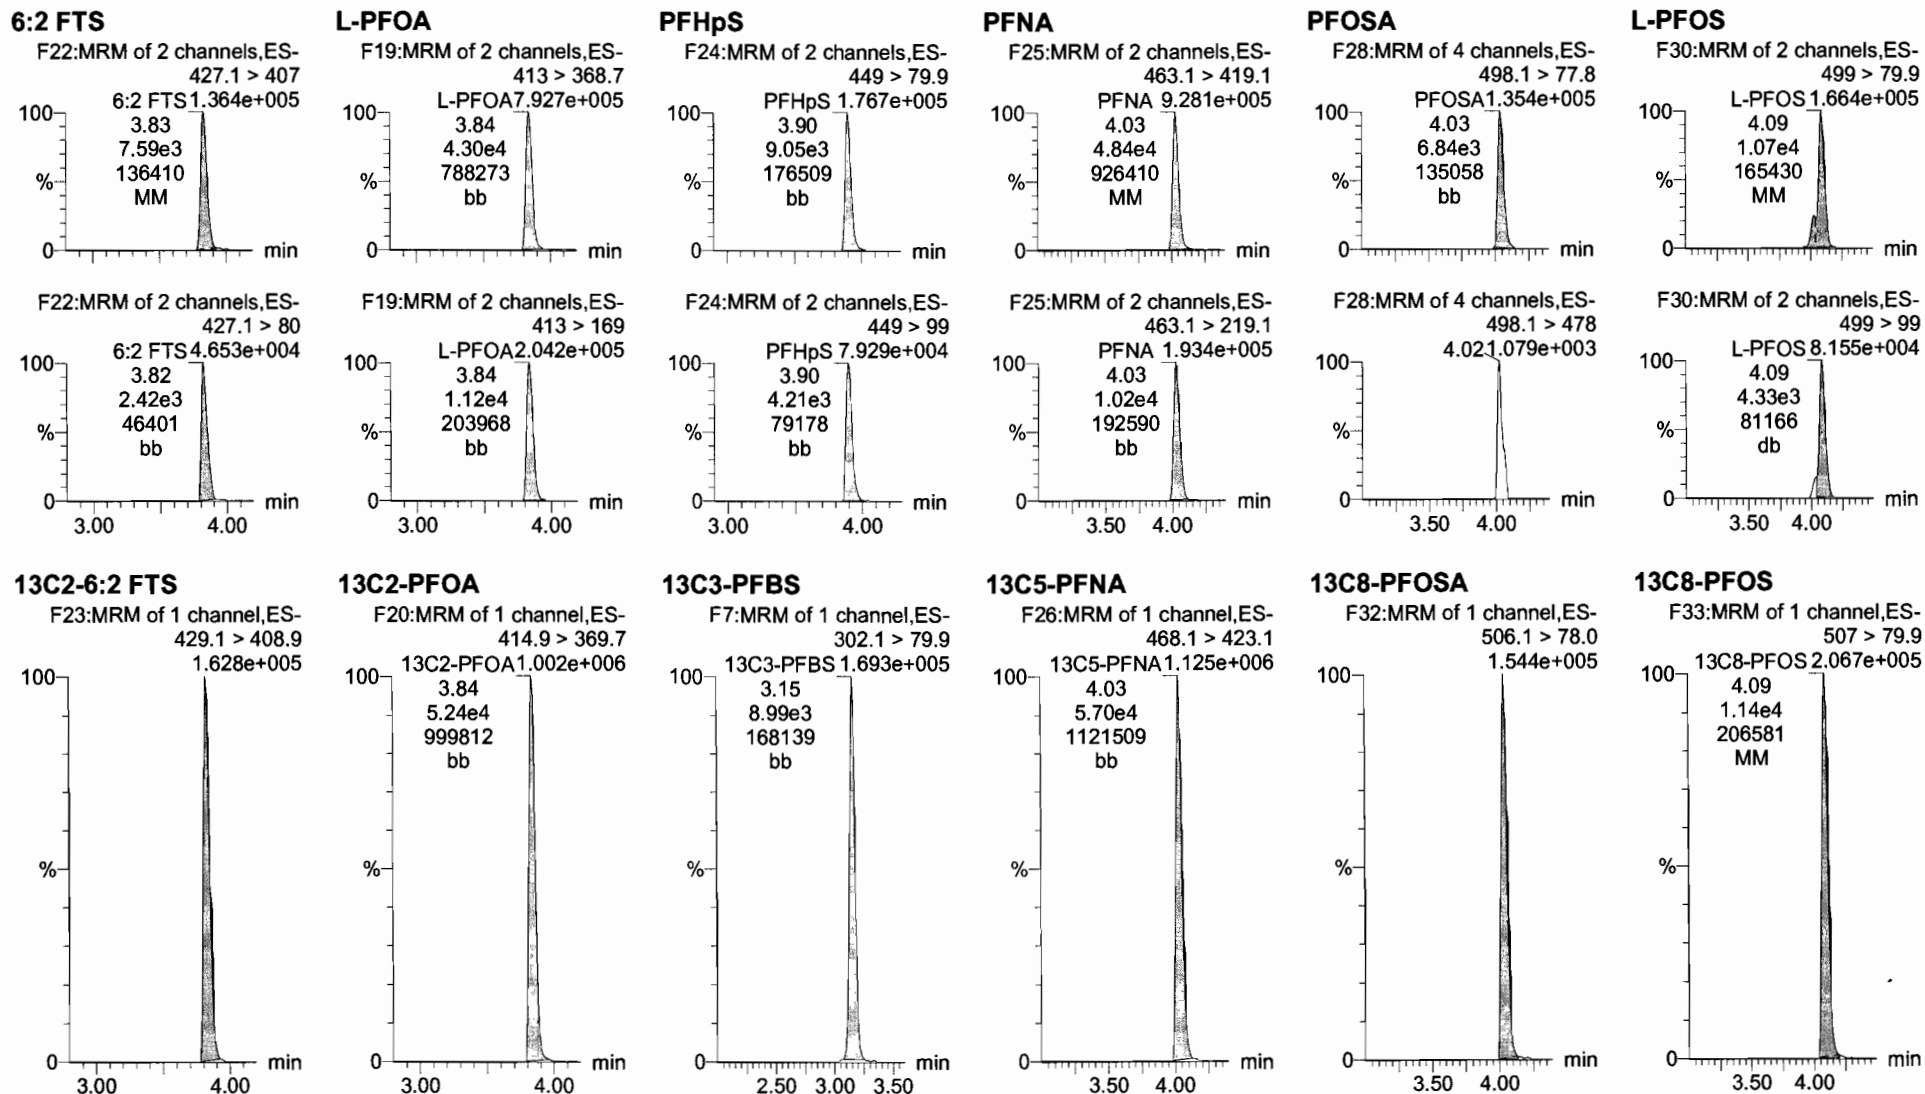 6:2 FTS
F22:MRM of 2 channels,ES-
427.1 > 407
6:2 FTS 1.364e+005
3.83
7.59e3
136410
MM
100
%
0
min
L-PFOA
F19:MRM of 2 channels,ES-
413 > 368.7
L-PFOA 7.927e+005
3.84
4.30e4
788273
bb
100
%
0
min
PFHpS
F24:MRM of 2 channels,ES-
449 > 79.9
PFHpS 1.767e+005
3.90
9.05e3
176509
bb
100
%
0
min
PFNA
F25:MRM of 2 channels,ES-
463.1 > 419.1
PFNA 9.281e+005
4.03
4.84e4
926410
MM
100
%
0
min
PFOSA
F28:MRM of 4 channels,ES-
498.1 > 77.8
PFOSA 1.354e+005
4.03
6.84e3
135058
bb
100
%
0
min
L-PFOS
F30:MRM of 2 channels,ES-
499 > 79.9
L-PFOS 1.664e+005
4.09
1.07e4
165430
MM
100
%
0
min
F22:MRM of 2 channels,ES-
427.1 > 80
6:2 FTS 4.653e+004
3.82
2.42e3
46401
bb
100
%
0
min
3.00 4.00
F19:MRM of 2 channels,ES-
413 > 169
L-PFOA 2.042e+005
3.84
1.12e4
203968
bb
100
%
0
min
3.00 4.00
F24:MRM of 2 channels,ES-
449 > 99
PFHpS 7.929e+004
3.90
4.21e3
79178
bb
100
%
0
min
3.00 4.00
F25:MRM of 2 channels,ES-
463.1 > 219.1
PFNA 1.934e+005
4.03
1.02e4
192590
bb
100
%
0
min
3.50 4.00
F28:MRM of 4 channels,ES-
498.1 > 478
4.02 1.079e+003
100
%
0
min
3.50 4.00
F30:MRM of 2 channels,ES-
499 > 99
L-PFOS 8.155e+004
4.09
4.33e3
81166
db
100
%
0
min
3.50 4.00
13C2-6:2 FTS
F23:MRM of 1 channel,ES-
429.1 > 408.9
1.628e+005
100
%
0
min
3.00 4.00
13C2-PFOA
F20:MRM of 1 channel,ES-
414.9 > 369.7
13C2-PFOA 1.002e+006
3.84
5.24e4
999812
bb
100
%
0
min
3.00 4.00
13C3-PFBS
F7:MRM of 1 channel,ES-
302.1 > 79.9
13C3-PFBS 1.693e+005
3.15
8.99e3
168139
bb
100
%
0
min
2.50 3.00 3.50
13C5-PFNA
F26:MRM of 1 channel,ES-
468.1 > 423.1
13C5-PFNA 1.125e+006
4.03
5.70e4
1121509
bb
100
%
0
min
3.50 4.00
13C8-PFOSA
F32:MRM of 1 channel,ES-
506.1 > 78.0
1.544e+005
100
%
0
min
3.50 4.00
13C8-PFOS
F33:MRM of 1 channel,ES-
507 > 79.9
13C8-PFOS 2.067e+005
4.09
1.14e4
206581
MM
100
%
0
min
3.50 4.00